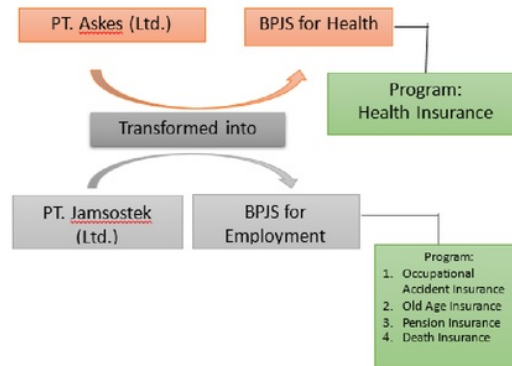 PT. Askes (Ltd.)
BPJS for Health
Program:
Health Insurance
Transformed into
PT. Jamsostek
(Ltd.)
BPJS for
Employment
Program:
1. Occupational
Accident Insurance
2. Old Age Insurance
3. Pension Insurance
4. Death Insurance